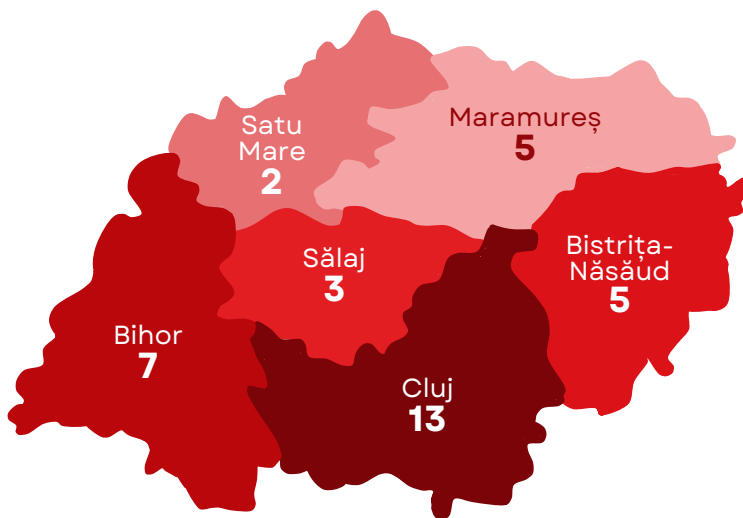 Satu
Mare
2
Maramureș
5
Sălaj
3
Bistrița-
Năsăud
5
Bihor
7
Cluj
13